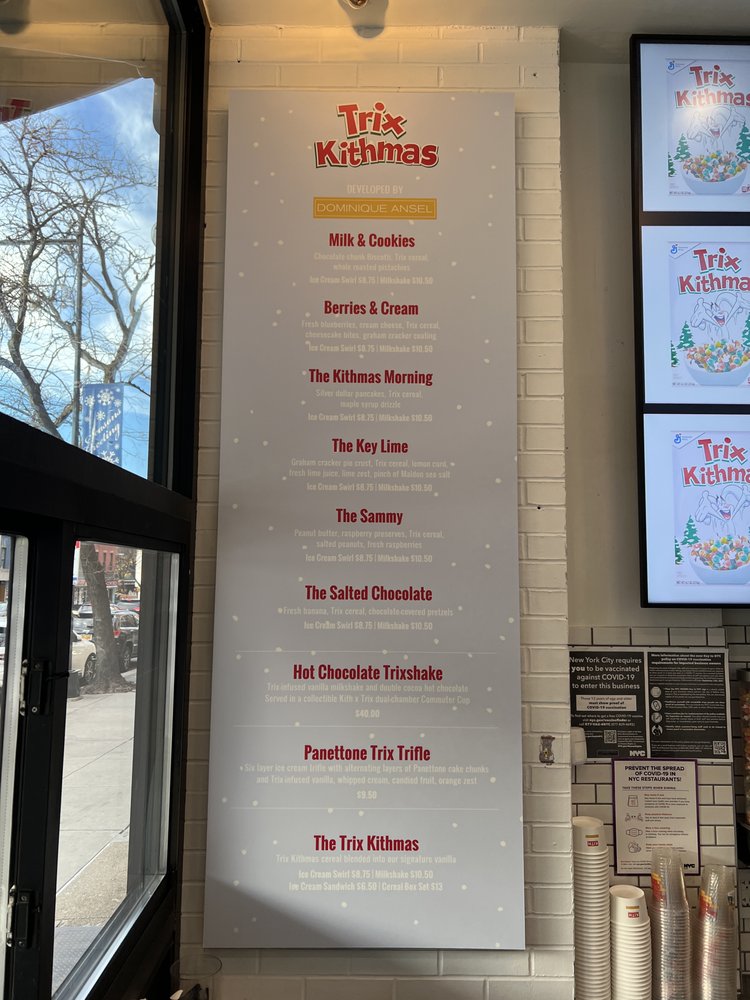 Trix
Kithmas
DEVELOPED BY
DOMINIQUE ANSEL
Milk & Cookies
Chocolate chunk Biscotti, Trix cereal,
whole roasted pistachios
Ice Cream Swirl $8.75 | Milkshake $10.50
Berries & Cream
Fresh blueberries, cream cheese, Trix cereal,
cheesecake bites, graham cracker coating
Ice Cream Swirl $8.75 | Milkshake $10.50
The Kithmas Morning
Silver dollar pancakes, Trix cereal,
maple syrup drizzle
Ice Cream Swirl $8.75 | Milkshake $10.50
The Key Lime
Graham cracker pie crust, Trix cereal, lemon curd,
fresh lime juice, lime zest, pinch of Maldon sea salt
Ice Cream Swirl $8.75 | Milkshake $10.50
The Sammy
Peanut butter, raspberry preserves, Trix cereal,
salted peanuts, fresh raspberries
Ice Cream Swirl $8.75 | Milkshake $10.50
The Salted Chocolate
Fresh banana, Trix cereal, chocolate-covered pretzels
Ice Cream Swirl $8.75 | Milkshake $10.50
Hot Chocolate Trixshake
Trix infused vanilla milkshake and double cocoa hot chocolate
Served in a collectible Kith x Trix dual-chamber Commuter Cup
$40.00
Panettone Trix Trifle
Six layer ice cream trifle with alternating layers of Panettone cake chunks
and Trix infused vanilla, whipped cream, candied fruit, orange zest
$9.50
The Trix Kithmas
Trix Kithmas cereal blended into our signature vanilla
Ice Cream Swirl $8.75 | Milkshake $10.50
Ice Cream Sandwich $6.50 | Cereal Box Set $13
Trix
Kithmas
Trix
Kithmas
Trix
Kithmas
New York City requires
you to be vaccinated
against COVID-19
to enter this business
NYC
PREVENT THE SPREAD
OF COVID-19 IN
NYC RESTAURANTS!
TAKE THESE STEPS WHEN DINING
NYC
KITH
KITH